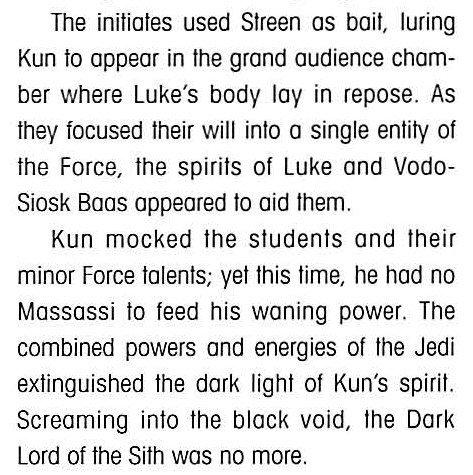 The initiates used Streen as bait, luring
Kun to appear in the grand audience cham-
ber where Luke's body lay in repose. As
they focused their will into a single entity of
the Force, the spirits of Luke and Vodo-
Siosk Baas appeared to aid them.
Kun mocked the students and their
minor Force talents; yet this time, he had no
Massassi to feed his waning power. The
combined powers and energies of the Jedi
extinguished the dark light of Kun's spirit.
Screaming into the black void, the Dark
Lord of the Sith was no more.